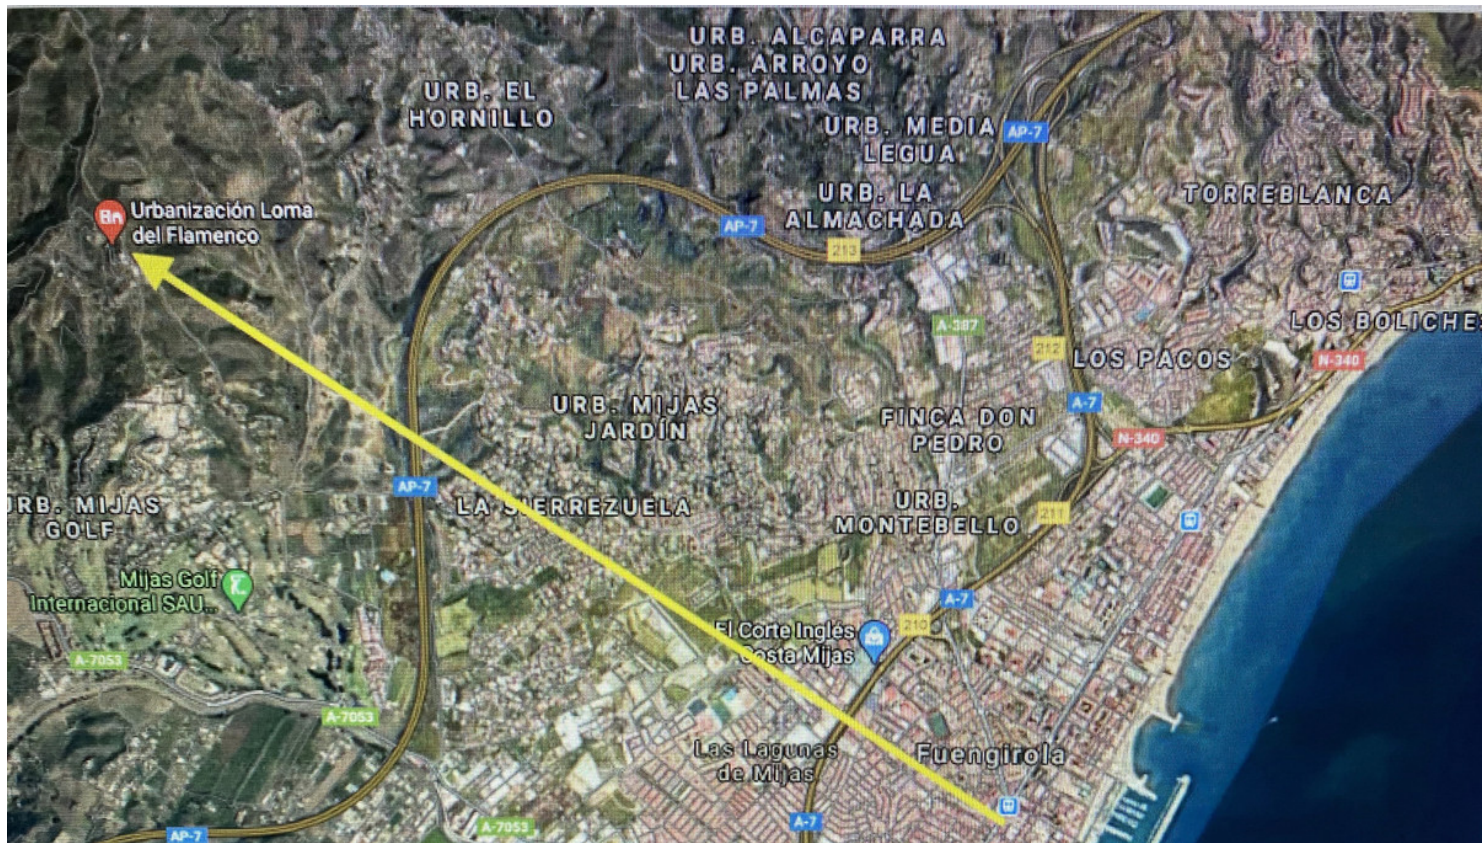 URB. ALCAPARRA
URB. ARROYO
LAS PALMAS
URB. EL
HORNILLO
URB. MEDIA
LEGUA
AP-7
URB. LA
ALMACHADA
TORREBLANCA
Urbanización Loma
del Flamenco
AP-7
213
LOS BOLICHE
A-387
212
LOS PACOS
N-340
URB. MIJAS
JARDÍN
FINCA DON
PEDRO
A-7
N-340
AP-7
LA SIERREZUELA
URB.
MONTEBELLO
211
URB. MIJAS
GOLF
Mijas Golf
Internacional SAU...
A-7
210
El Corte Inglés
Costa Mijas
A-7053
A-7053
Las Lagunas
de Mijas
Fuengirola
A-7053
A-7
AP-7